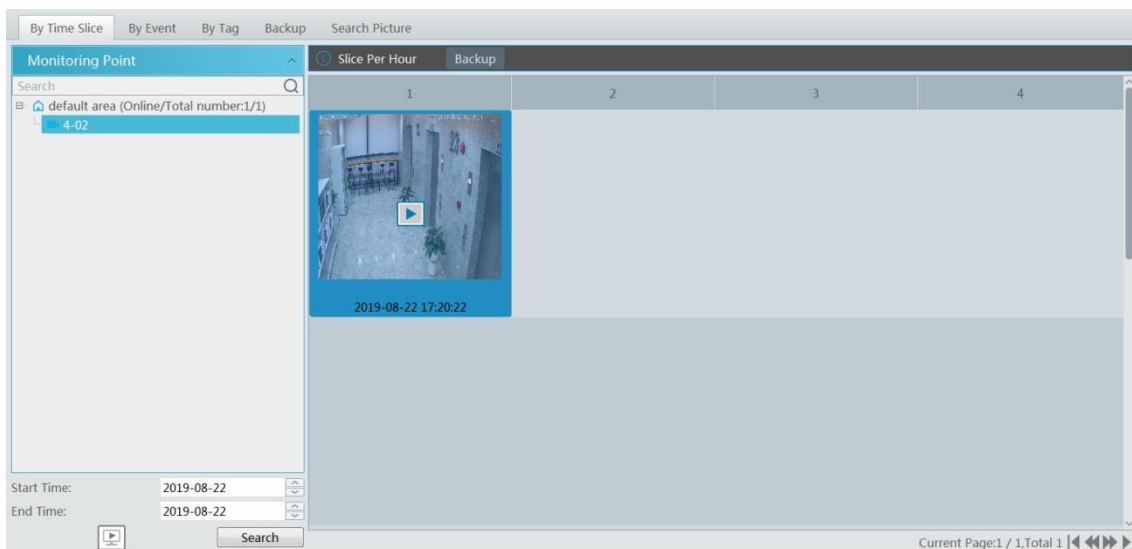 By Time Slice By Event By Tag Backup Search Picture
Monitoring Point
Slice Per Hour Backup
Search
1 2 3 4
default area (Online/Total number:1/1)
4-02
23
2019-08-22 17:20:22
Start Time: 2019-08-22
End Time: 2019-08-22
Search
Current Page:1 / 1,Total 1